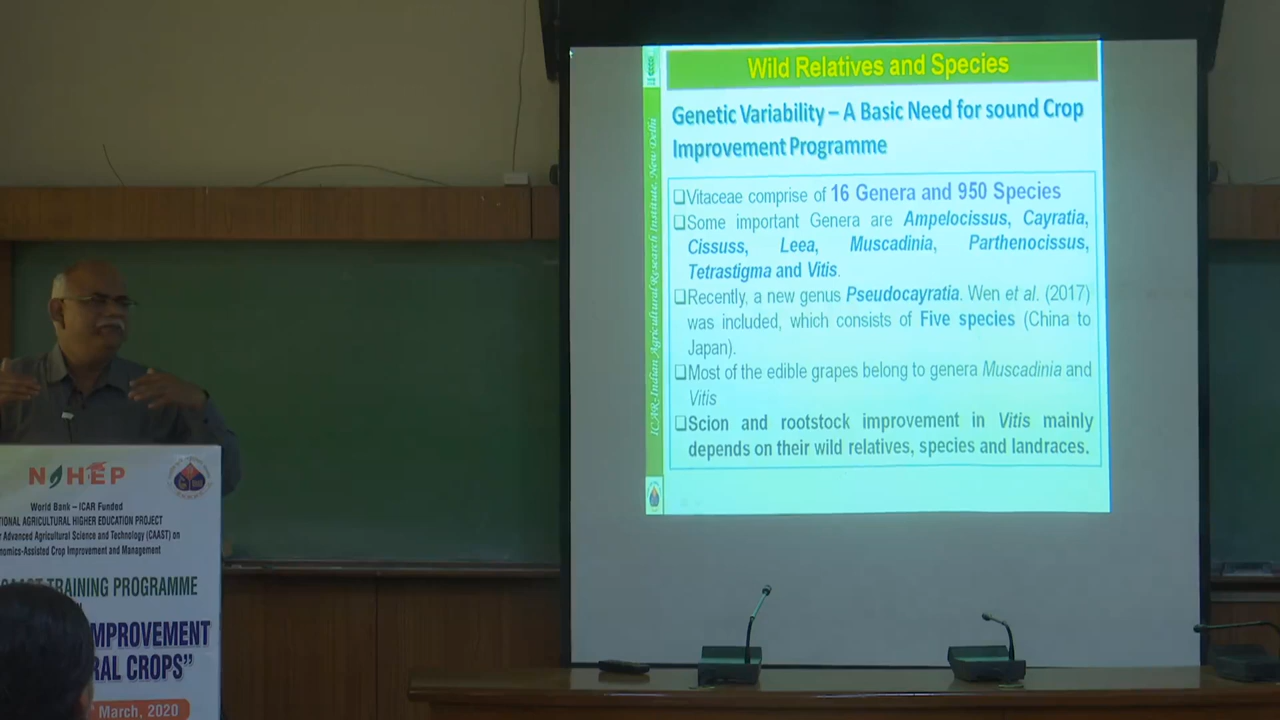 Wild Relatives and Species
Genetic Variability – A Basic Need for sound Crop
Improvement Programme
❑Vitaceae comprise of 16 Genera and 950 Species
❑Some important Genera are Ampelocissus, Cayratia,
Cissuss, Leea, Muscadinia, Parthenocissus,
Tetrastigma and Vitis.
❑Recently, a new genus Pseudocayratia. Wen et al. (2017)
was included, which consists of Five species (China to
Japan).
❑Most of the edible grapes belong to genera Muscadinia and
Vitis
❑Scion and rootstock improvement in Vitis mainly
depends on their wild relatives, species and landraces.
ICAR-Indian Agricultural Research Institute, New Delhi
NAHEP
World Bank – ICAR Funded
TIONAL AGRICULTURAL HIGHER EDUCATION PROJECT
r Advanced Agricultural Science and Technology (CAAST) on
nomics-Assisted Crop Improvement and Management
TRAINING PROGRAMME
MPROVEMENT
RAL CROPS”
March, 2020